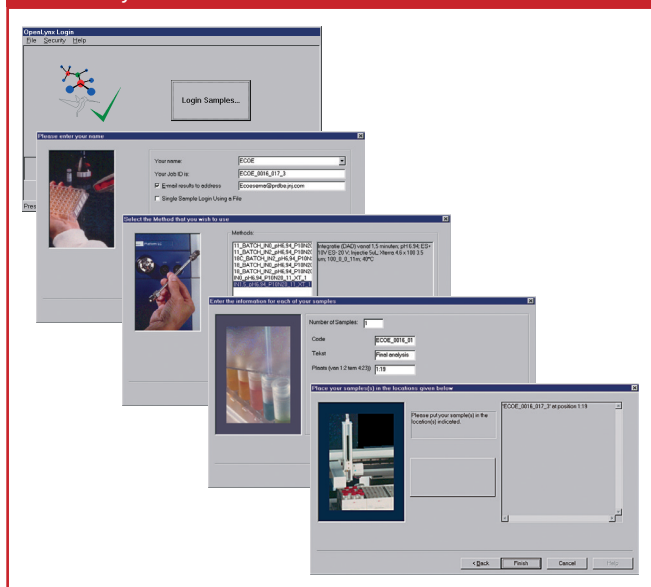 OpenLynx Login
File Security Help
Login Samples...
Please enter your name
Your name: ECOE
Your Job ID is: ECOE_0016_017_3
E-mail results to address
Single Sample Login Using a File
Select the Method that you wish to use
Methods:
Enter the information for each of your samples
Number of Samples: 1
Code ECOE_0016_01
Final analysis
1:19
Place your samples(s) in the locations given below
Please put your sample(s) in the
location(s) indicated.
'ECOE_0016_017_3' at position 1:19
< Back Finish Cancel Help